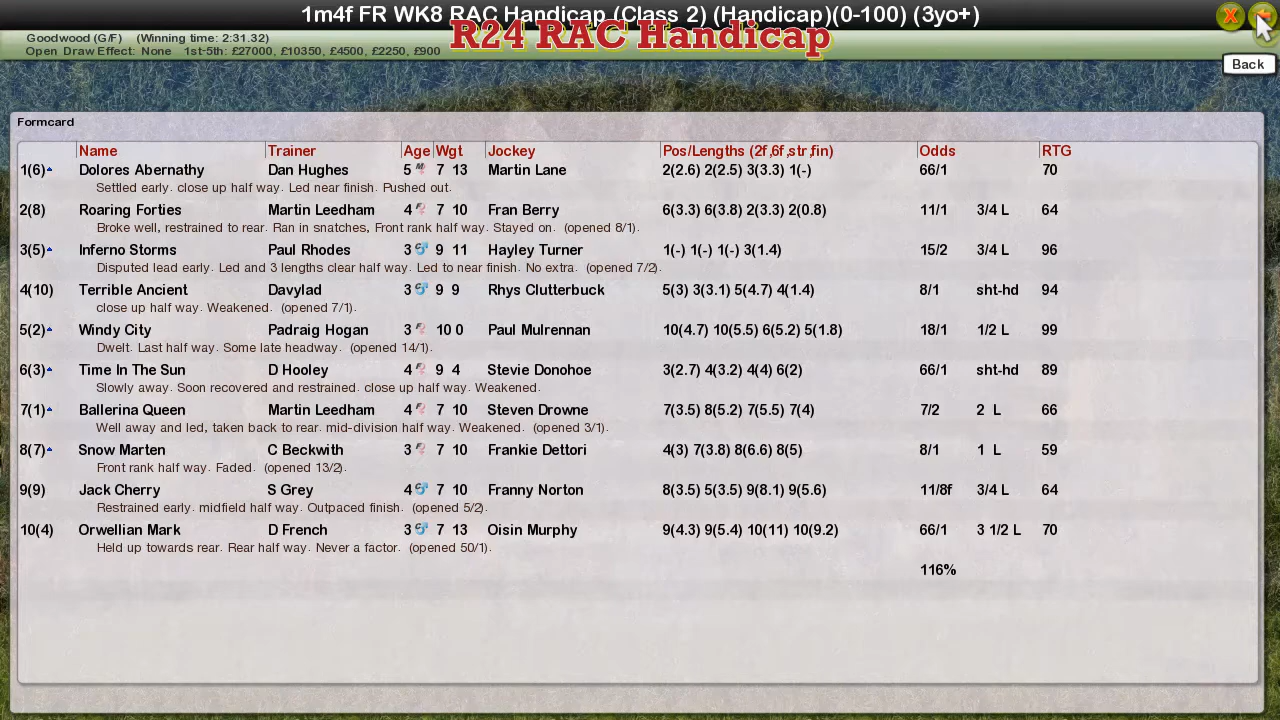 1m4f FR WK8 RAC Handicap (Class 2) (Handicap)(0-100) (3yo+)
R24 RAC Handicap
Goodwood (G/F) (Winning time: 2:31.32)
Open Draw Effect: None 1st-5th: £27000, £10350, £4500, £2250, £900
X
Back
Formcard
Name Trainer Age Wgt Jockey Pos/Lengths (2f,6f,str,fin) Odds RTG
1(6) Dolores Abernathy Dan Hughes 5 M 7 13 Martin Lane 2(2.6) 2(2.5) 3(3.3) 1(-) 66/1 70
Settled early. close up half way. Led near finish. Pushed out.
2(8) Roaring Forties Martin Leedham 4 7 10 Fran Berry 6(3.3) 6(3.8) 2(3.3) 2(0.8) 11/1 3/4 L 64
Broke well, restrained to rear. Ran in snatches, Front rank half way. Stayed on. (opened 8/1).
3(5) Inferno Storms Paul Rhodes 3 9 11 Hayley Turner 1(-) 1(-) 1(-) 3(1.4) 15/2 3/4 L 96
Disputed lead early. Led and 3 lengths clear half way. Led to near finish. No extra. (opened 7/2).
4(10) Terrible Ancient Davylad 3 9 9 Rhys Clutterbuck 5(3) 3(3.1) 5(4.7) 4(1.4) 8/1 sht-hd 94
close up half way. Weakened. (opened 7/1).
5(2) Windy City Padraig Hogan 3 10 0 Paul Mulrennan 10(4.7) 10(5.5) 6(5.2) 5(1.8) 18/1 1/2 L 99
Dwelt. Last half way. Some late headway. (opened 14/1).
6(3) Time In The Sun D Hooley 4 9 4 Stevie Donohoe 3(2.7) 4(3.2) 4(4) 6(2) 66/1 sht-hd 89
Slowly away. Soon recovered and restrained. close up half way. Weakened.
7(1) Ballerina Queen Martin Leedham 4 7 10 Steven Drowne 7(3.5) 8(5.2) 7(5.5) 7(4) 7/2 2 L 66
Well away and led, taken back to rear. mid-division half way. Weakened. (opened 3/1).
8(7) Snow Marten C Beckwith 3 7 10 Frankie Dettori 4(3) 7(3.8) 8(6.6) 8(5) 8/1 1 L 59
Front rank half way. Faded. (opened 13/2).
9(9) Jack Cherry S Grey 4 7 10 Franny Norton 8(3.5) 5(3.5) 9(8.1) 9(5.6) 11/8f 3/4 L 64
Restrained early. midfield half way. Outpaced finish. (opened 5/2).
10(4) Orwellian Mark D French 3 7 13 Oisin Murphy 9(4.3) 9(5.4) 10(11) 10(9.2) 66/1 3 1/2 L 70
Held up towards rear. Rear half way. Never a factor. (opened 50/1).
116%